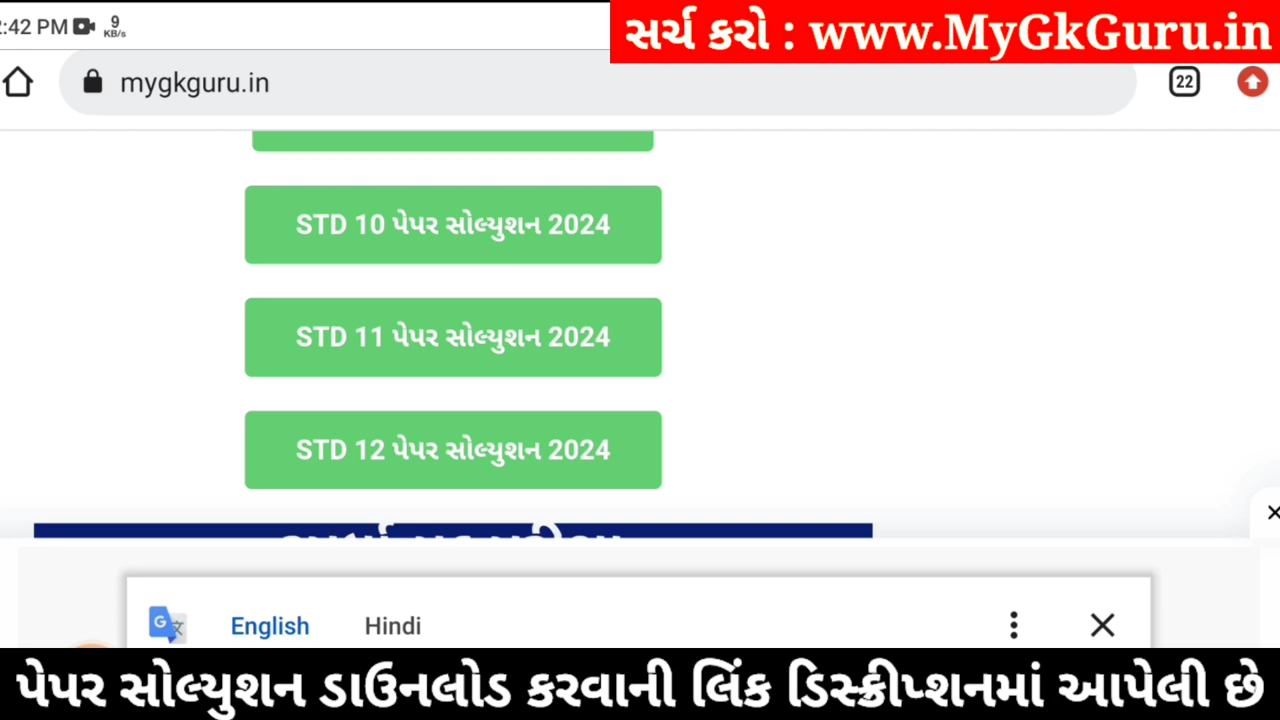 :42 PM 9 KB/s
સર્ચ કરો : www.MyGkGuru.in
mygkguru.in
22
STD 10 પેપર સોલ્યુશન 2024
STD 11 પેપર સોલ્યુશન 2024
STD 12 પેપર સોલ્યુશન 2024
English Hindi
પેપર સોલ્યુશન ડાઉનલોડ કરવાની લિંક ડિસ્ક્રીપ્શનમાં આપેલી છે